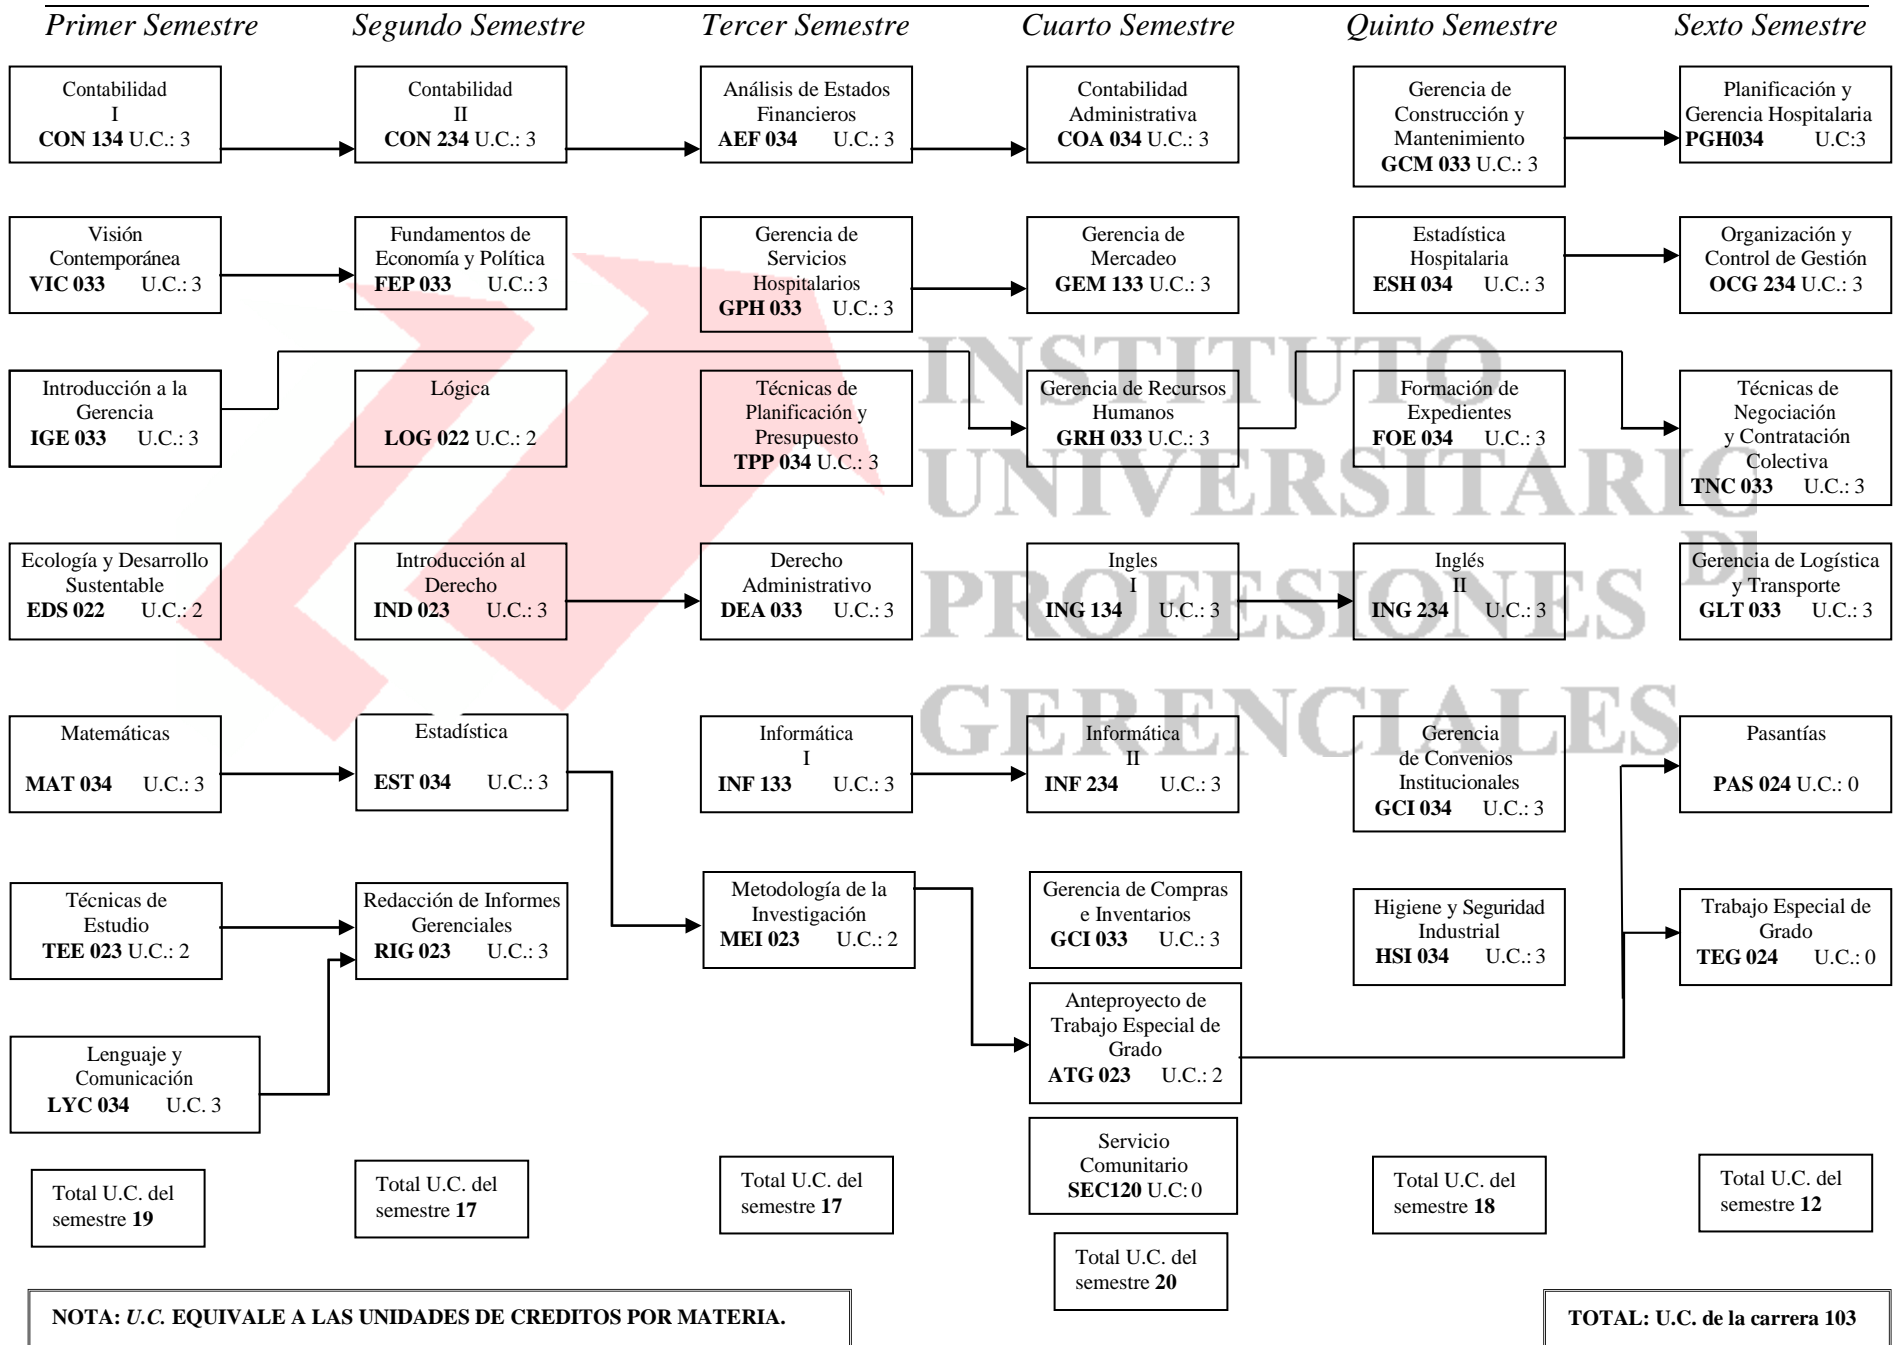 Primer Semestre
Segundo Semestre
Tercer Semestre
Cuarto Semestre
Quinto Semestre
Sexto Semestre
Contabilidad
I
CON 134 U.C.: 3
Contabilidad
II
CON 234 U.C.: 3
Análisis de Estados
Financieros
AEF 034 U.C.: 3
Contabilidad
Administrativa
COA 034 U.C.: 3
Gerencia de
Construcción y
Mantenimiento
GCM 033 U.C.: 3
Planificación y
Gerencia Hospitalaria
PGH034 U.C:3
Visión
Contemporánea
VIC 033 U.C.: 3
Fundamentos de
Economía y Política
FEP 033 U.C.: 3
Gerencia de
Servicios
Hospitalarios
GPH 033 U.C.: 3
Gerencia de
Mercadeo
GEM 133 U.C.: 3
Estadística
Hospitalaria
ESH 034 U.C.: 3
Organización y
Control de Gestión
OCG 234 U.C.: 3
Introducción a la
Gerencia
IGE 033 U.C.: 3
Lógica
LOG 022 U.C.: 2
Técnicas de
Planificación y
Presupuesto
TPP 034 U.C.: 3
Gerencia de Recursos
Humanos
GRH 033 U.C.: 3
Formación de
Expedientes
FOE 034 U.C.: 3
Técnicas de
Negociación
y Contratación
Colectiva
TNC 033 U.C.: 3
Ecología y Desarrollo
Sustentable
EDS 022 U.C.: 2
Introducción al
Derecho
IND 023 U.C.: 3
Derecho
Administrativo
DEA 033 U.C.: 3
Ingles
I
ING 134 U.C.: 3
Inglés
II
ING 234 U.C.: 3
Gerencia de Logística
y Transporte
GLT 033 U.C.: 3
Matemáticas
MAT 034 U.C.: 3
Estadística
EST 034 U.C.: 3
Informática
I
INF 133 U.C.: 3
Informática
II
INF 234 U.C.: 3
Gerencia
de Convenios
Institucionales
GCI 034 U.C.: 3
Pasantías
PAS 024 U.C.: 0
Técnicas de
Estudio
TEE 023 U.C.: 2
Redacción de Informes
Gerenciales
RIG 023 U.C.: 3
Metodología de la
Investigación
MEI 023 U.C.: 2
Gerencia de Compras
e Inventarios
GCI 033 U.C.: 3
Higiene y Seguridad
Industrial
HSI 034 U.C.: 3
Trabajo Especial de
Grado
TEG 024 U.C.: 0
Lenguaje y
Comunicación
LYC 034 U.C. 3
Anteproyecto de
Trabajo Especial de
Grado
ATG 023 U.C.: 2
Servicio
Comunitario
SEC120 U.C: 0
Total U.C. del
semestre 19
Total U.C. del
semestre 17
Total U.C. del
semestre 17
Total U.C. del
semestre 20
Total U.C. del
semestre 18
Total U.C. del
semestre 12
NOTA: U.C. EQUIVALE A LAS UNIDADES DE CREDITOS POR MATERIA.
TOTAL: U.C. de la carrera 103
INSTITUTO
UNIVERSITARIO
DE
PROFESIONES
GERENCIALES